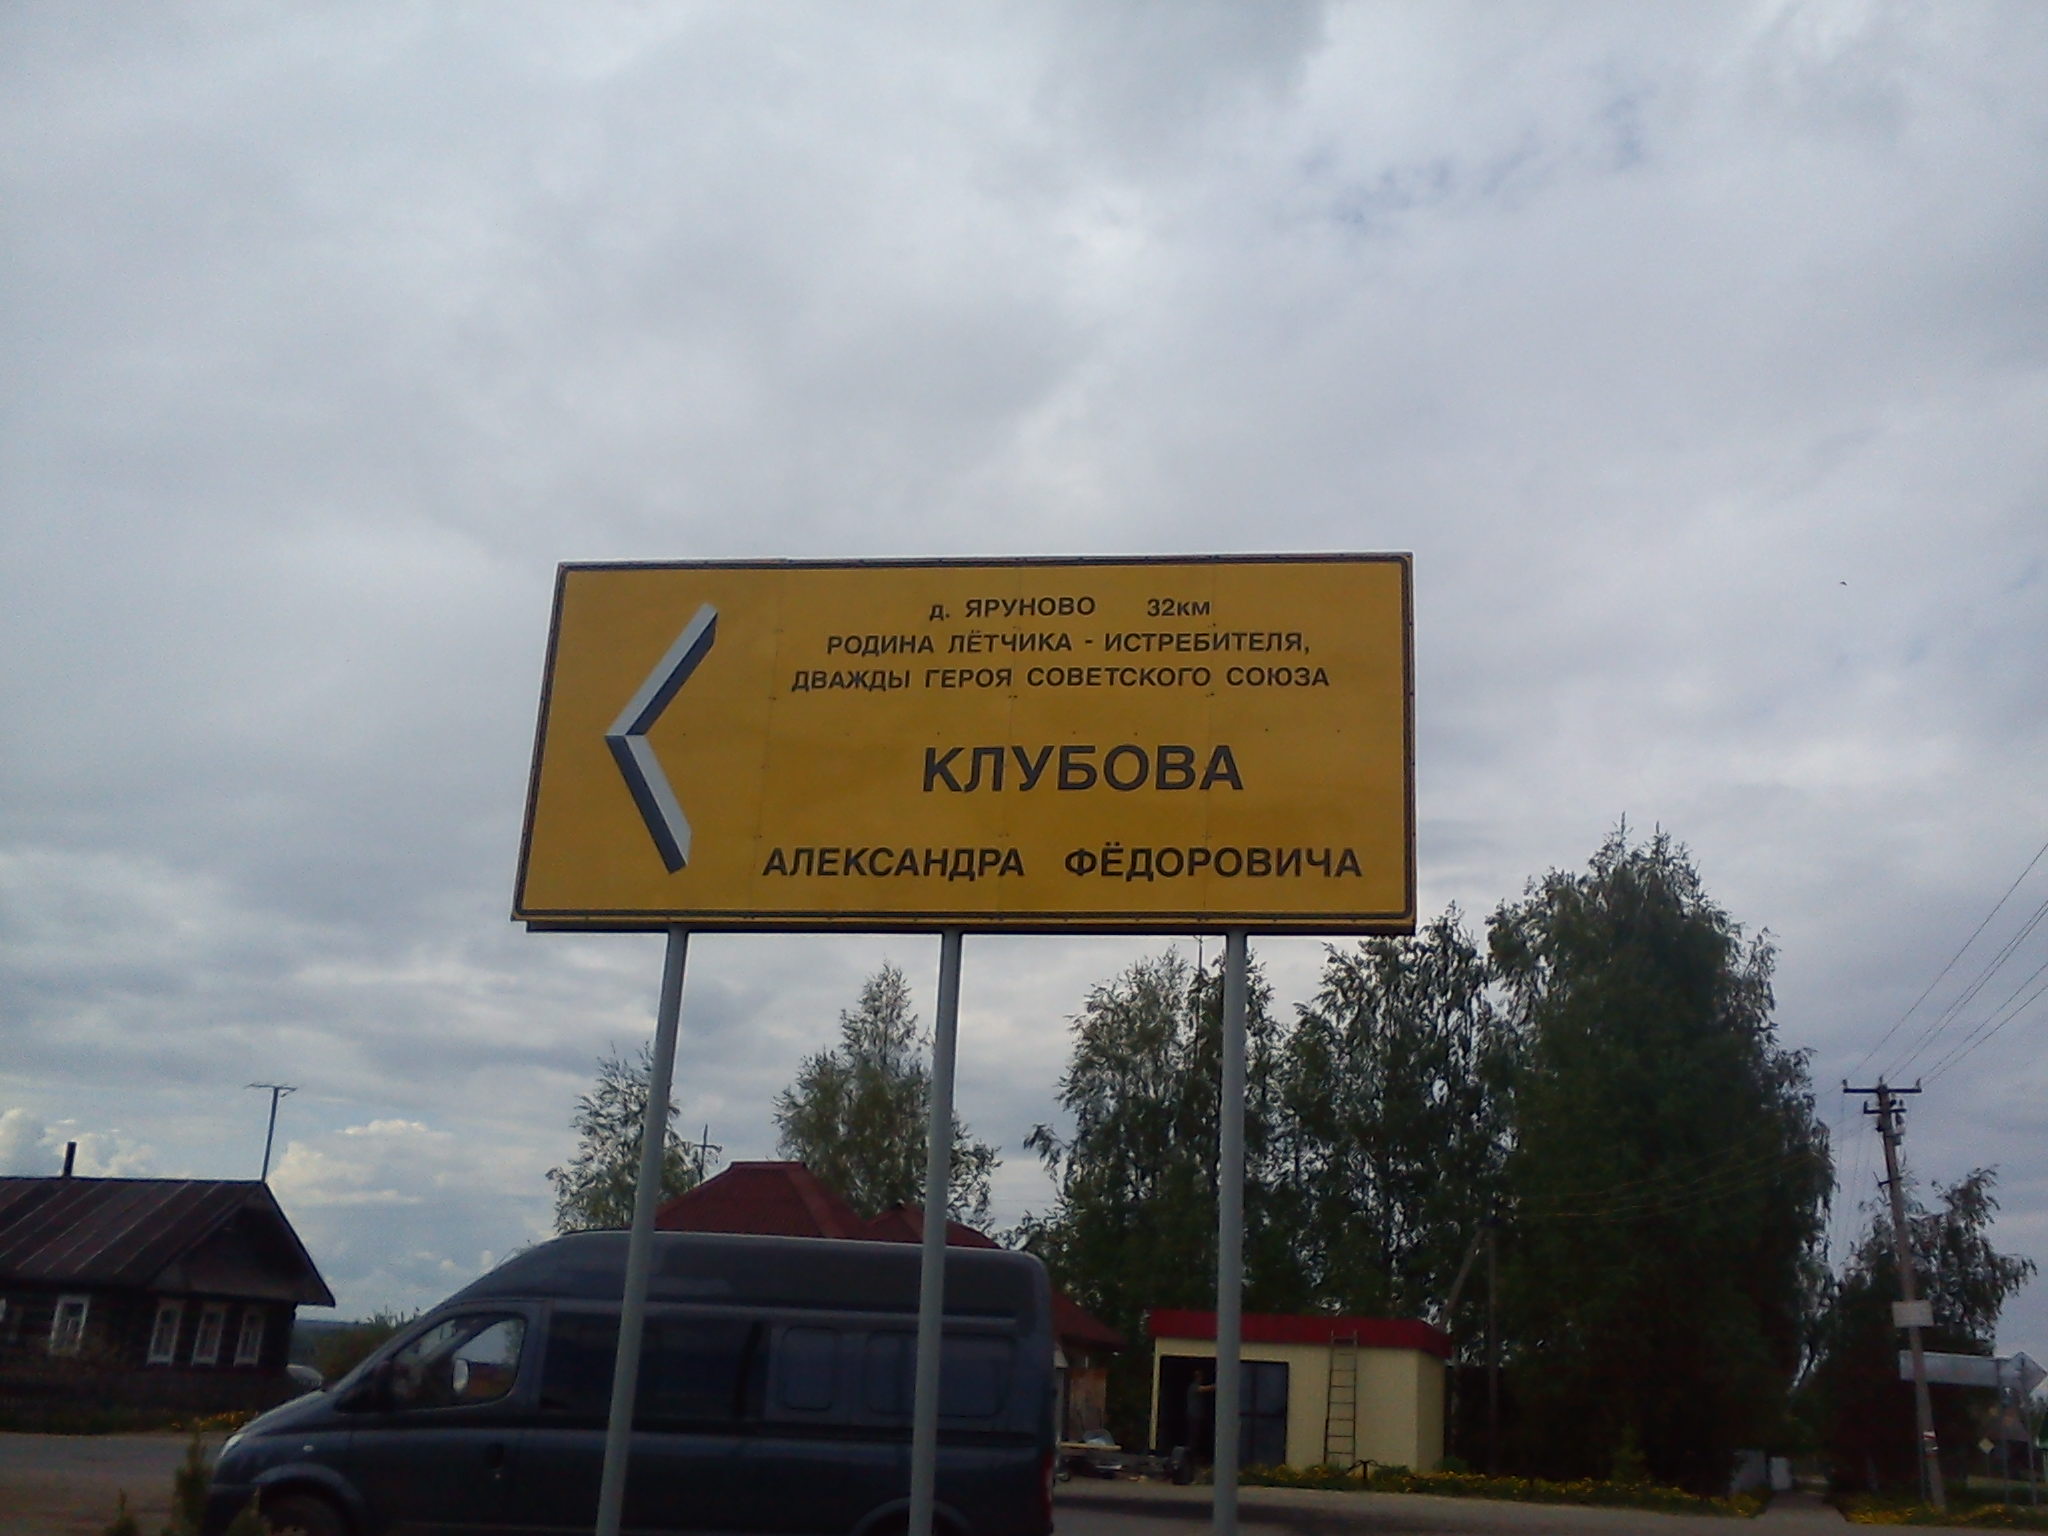 д. ЯРУНОВО 32км
РОДИНА ЛЁТЧИКА - ИСТРЕБИТЕЛЯ,
ДВАЖДЫ ГЕРОЯ СОВЕТСКОГО СОЮЗА
КЛУБОВА
АЛЕКСАНДРА ФЁДОРОВИЧА